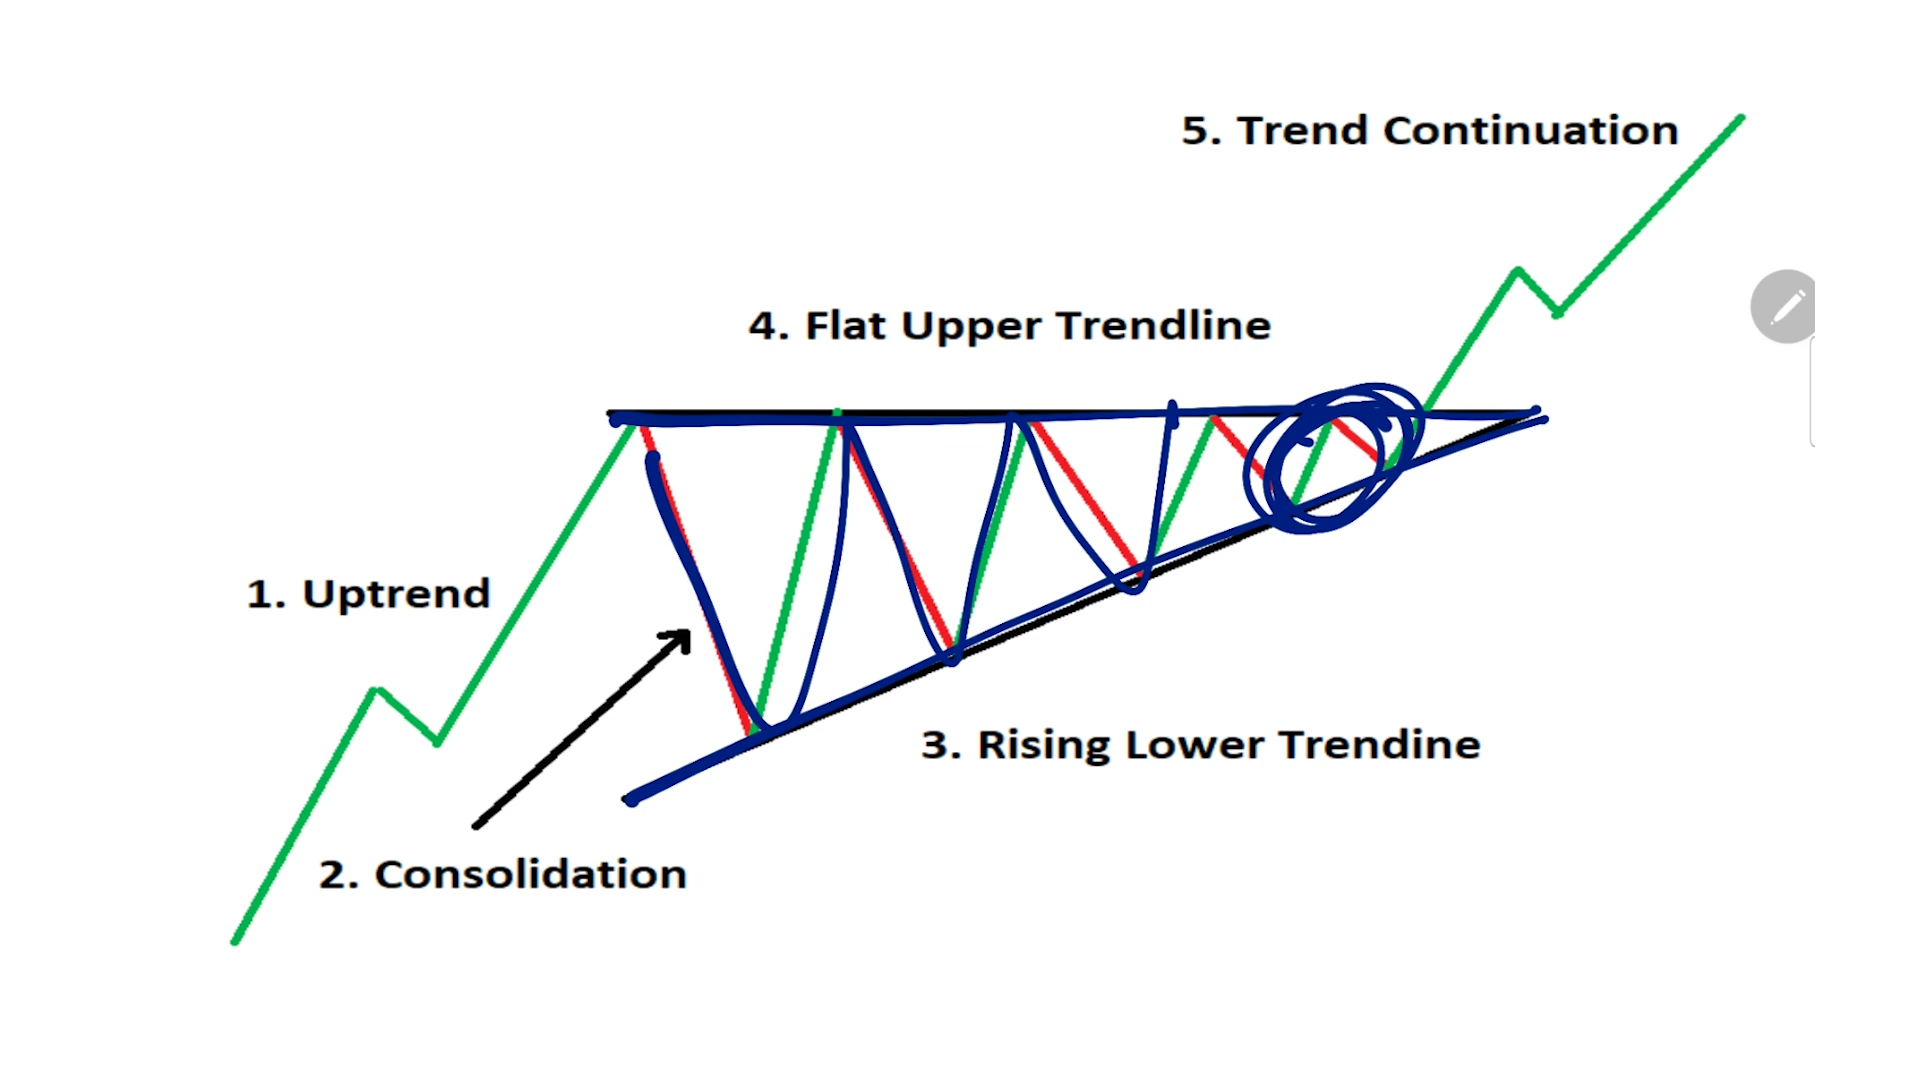 5. Trend Continuation
4. Flat Upper Trendline
1. Uptrend
3. Rising Lower Trendine
2. Consolidation